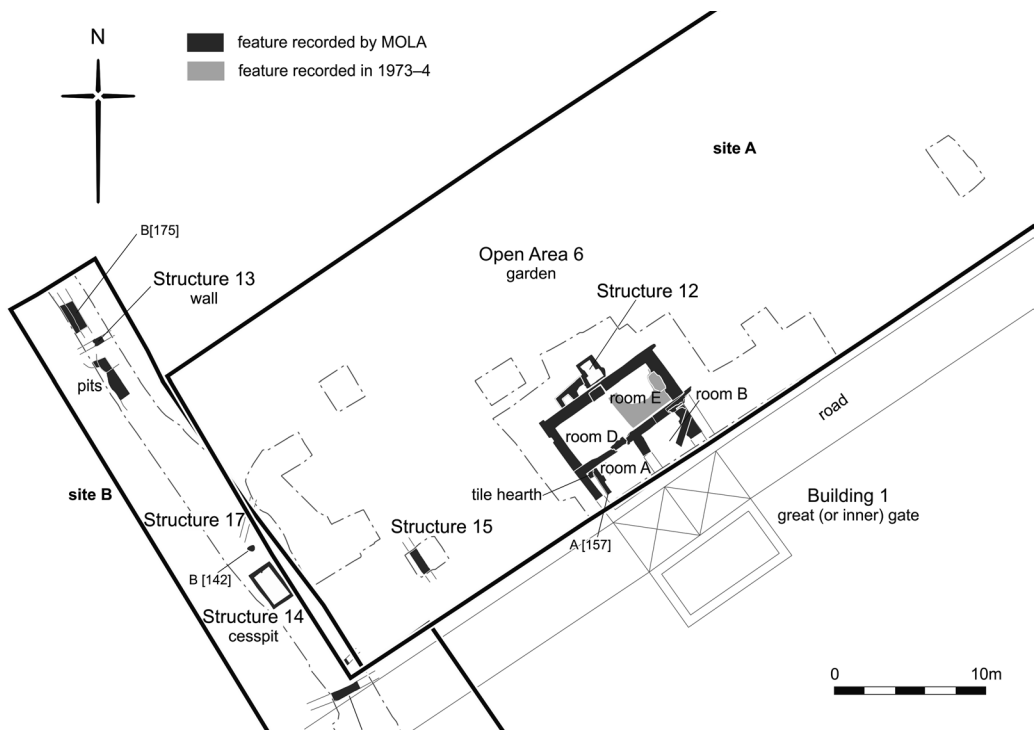 N
feature recorded by MOLA
feature recorded in 1973–4
site A
B[175]
Structure 13
wall
Open Area 6
garden
Structure 12
pits
room E
room B
room D
road
room A
tile hearth
site B
Building 1
great (or inner) gate
Structure 17
Structure 15
A [157]
B [142]
Structure 14
cesspit
0
10m